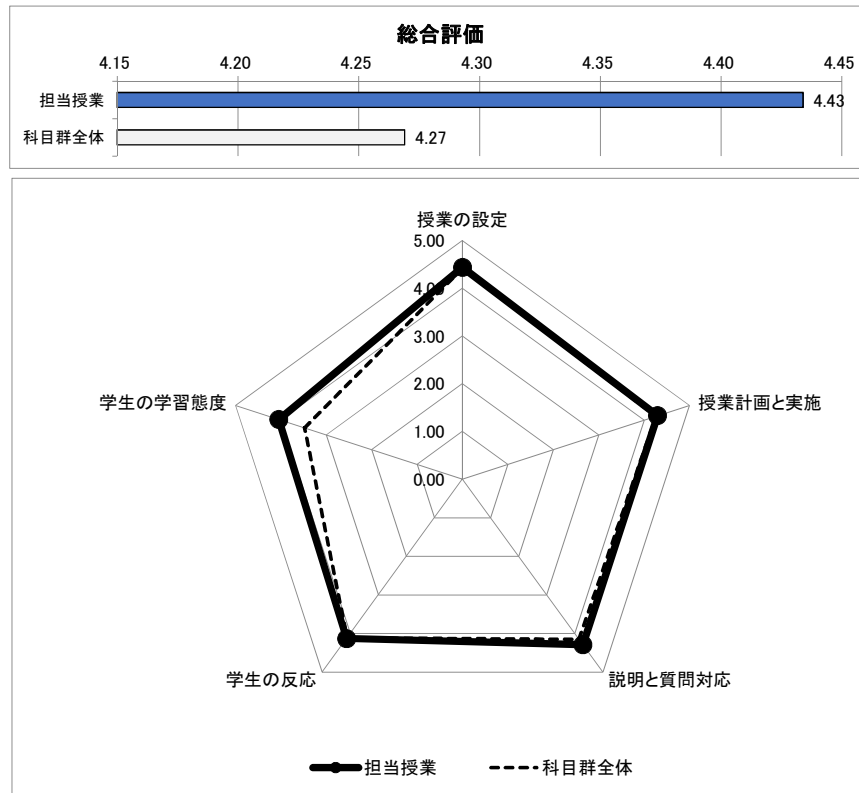 総合評価
4.15 4.20 4.25 4.30 4.35 4.40 4.45
担当授業 4.43
科目群全体 4.27
授業の設定
5.00
4.00
3.00
2.00
1.00
0.00
学生の学習態度 授業計画と実施
学生の反応 説明と質問対応
担当授業 科目群全体